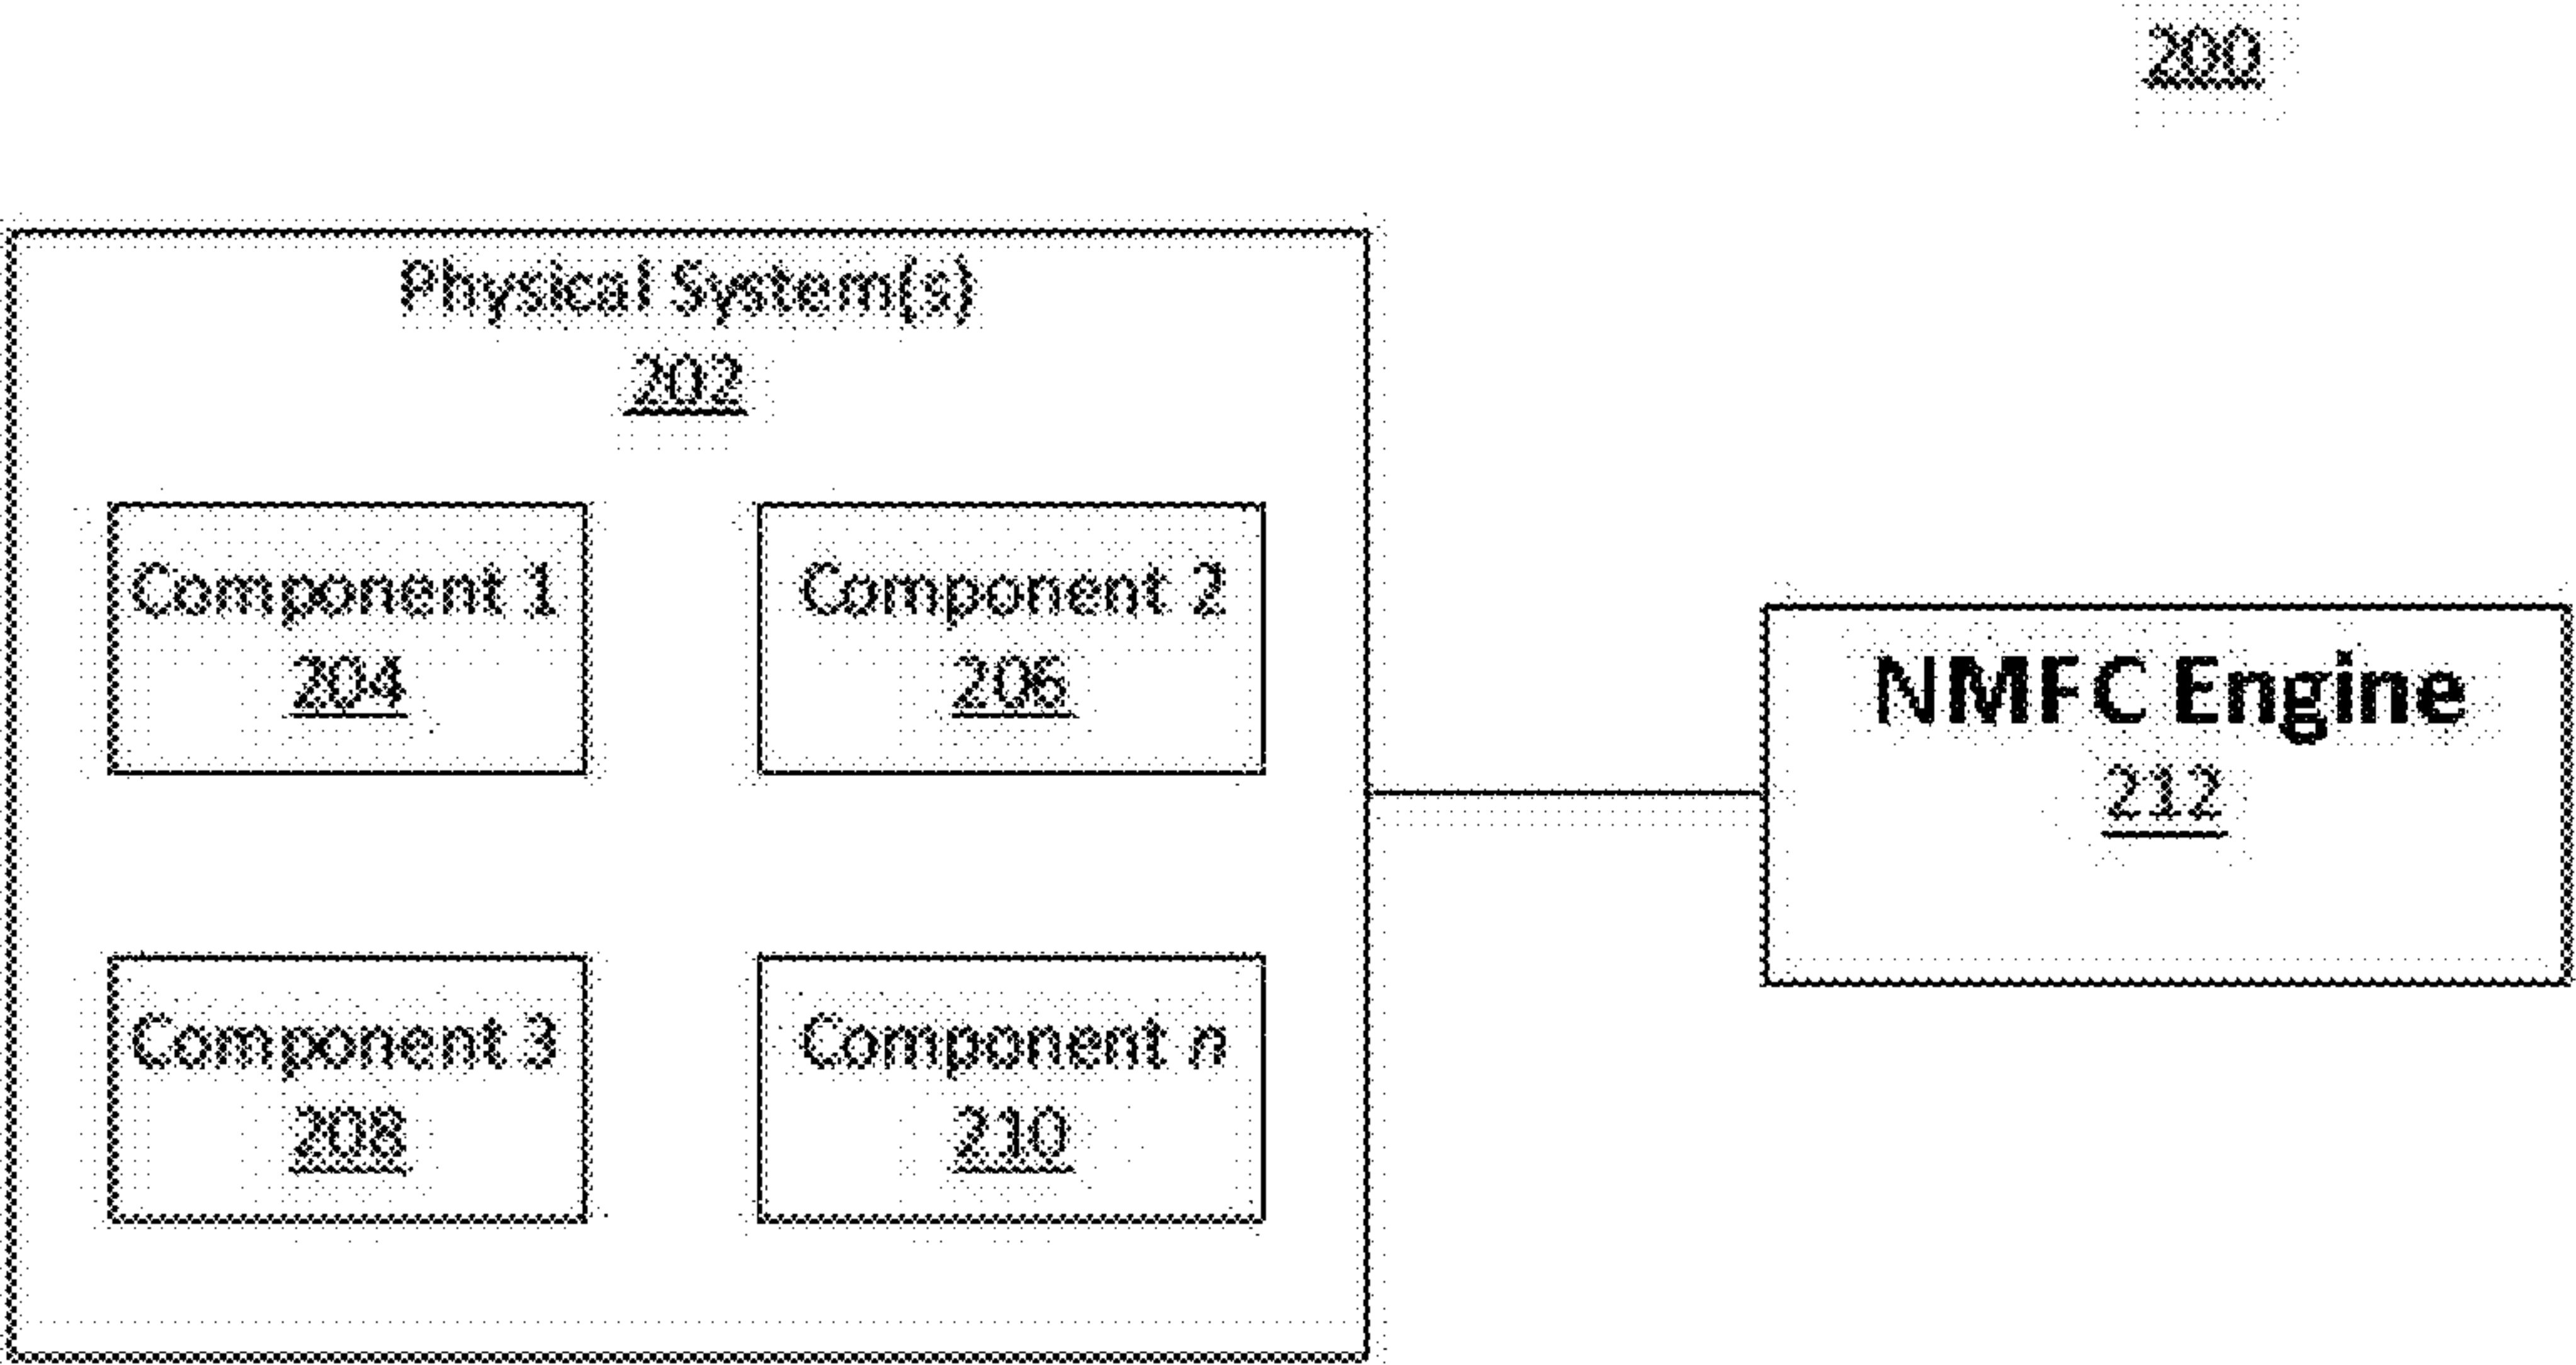 200
Physical System(s)
202
Component 1
204
Component 2
206
Component 3
208
Component n
210
NMFC Engine
212